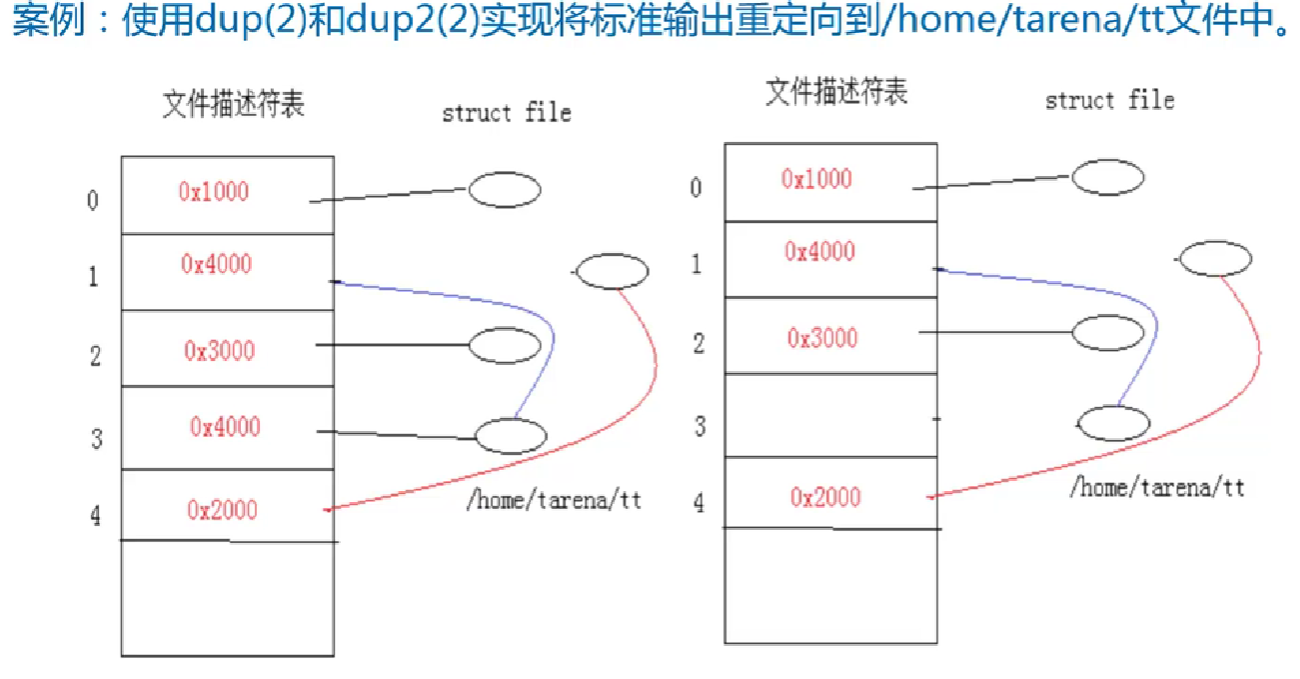 案例：使用dup(2)和dup2(2)实现将标准输出重定向到/home/tarena/tt文件中。
文件描述符表
struct file
0
0x1000
1
0x4000
2
0x3000
3
0x4000
4
0x2000
/home/tarena/tt
文件描述符表
struct file
0
0x1000
1
0x4000
2
0x3000
3
4
0x2000
/home/tarena/tt